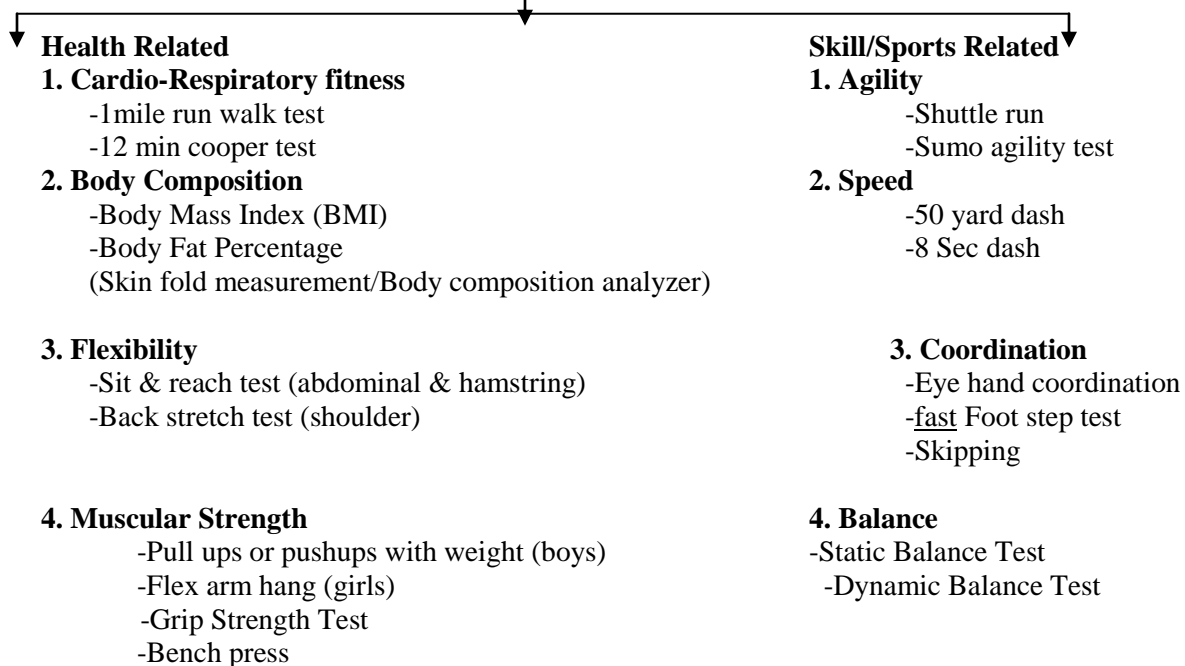 Health Related
1. Cardio-Respiratory fitness
-1mile run walk test
-12 min cooper test
2. Body Composition
-Body Mass Index (BMI)
-Body Fat Percentage
(Skin fold measurement/Body composition analyzer)
3. Flexibility
-Sit & reach test (abdominal & hamstring)
-Back stretch test (shoulder)
4. Muscular Strength
-Pull ups or pushups with weight (boys)
-Flex arm hang (girls)
-Grip Strength Test
-Bench press
Skill/Sports Related
1. Agility
-Shuttle run
-Sumo agility test
2. Speed
-50 yard dash
-8 Sec dash
3. Coordination
-Eye hand coordination
-fast Foot step test
-Skipping
4. Balance
-Static Balance Test
-Dynamic Balance Test